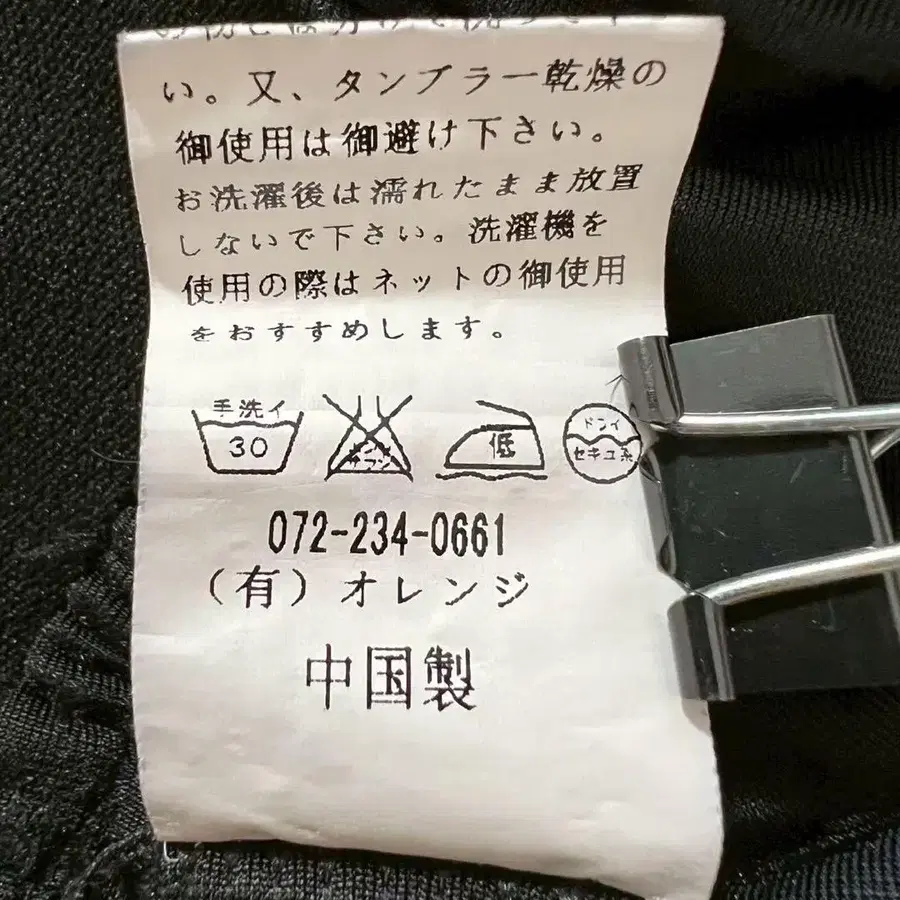 い。又、タンブラー乾燥の
御使用は御避け下さい。
お洗濯後は濡れたまま放置
しないで下さい。洗濯機を
使用の際はネットの御使用
をおすすめします。
手洗イ
30
低
ドライ
セキユ系
072-234-0661
(有)オレンジ
中国製